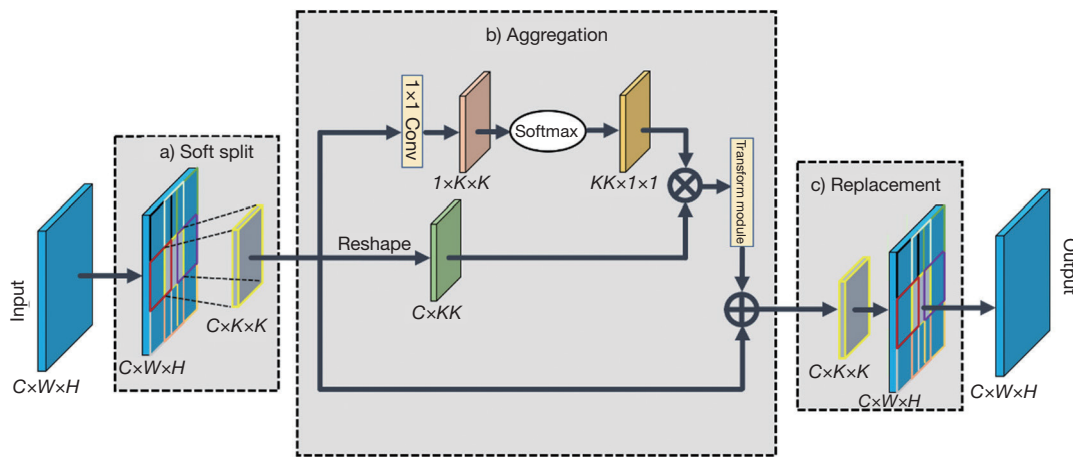 b) Aggregation
1×1 Conv
Softmax
1×K×K
KK×1×1
Transform module
a) Soft split
Input
C×W×H
C×K×K
C×W×H
Reshape
C×KK
c) Replacement
C×K×K
C×W×H
Output
C×W×H